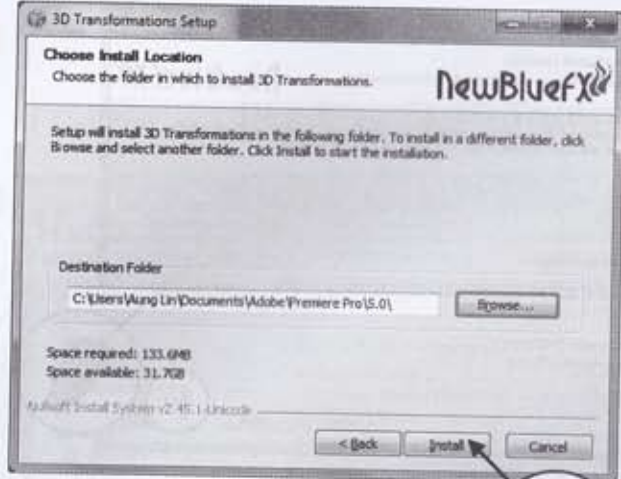 3D Transformations Setup
Choose Install Location
Choose the folder in which to install 3D Transformations.
NewBlueFX
Setup will install 3D Transformations in the following folder. To install in a different folder, click
Browse and select another folder. Click Install to start the installation.
Destination Folder
C:\Users\Aung Lin\Documents\Adobe\Premiere Pro\5.0\
Browse...
Space required: 133.6MB
Space available: 31.7GB
Nullsoft Install System v2.45.1-Unicode
< Back
Install
Cancel